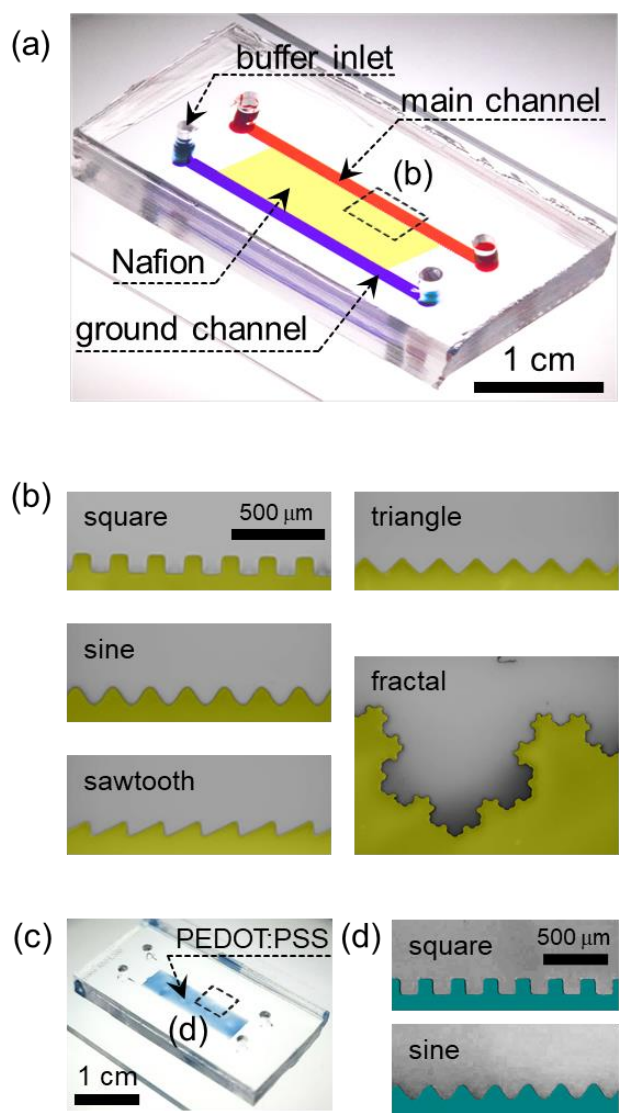 (a)
buffer inlet
main channel
(b)
Nafion
ground channel
1 cm
(b)
square
500 μm
triangle
sine
fractal
sawtooth
(c)
PEDOT:PSS
(d)
1 cm
(d)
square
500 μm
sine